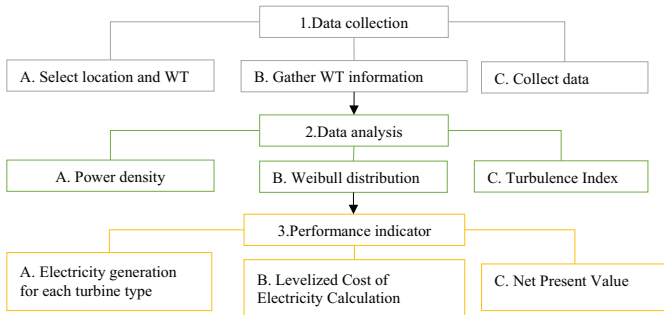 1.Data collection
A. Select location and WT
B. Gather WT information
C. Collect data
2.Data analysis
A. Power density
B. Weibull distribution
C. Turbulence Index
3.Performance indicator
A. Electricity generation
for each turbine type
B. Levelized Cost of
Electricity Calculation
C. Net Present Value